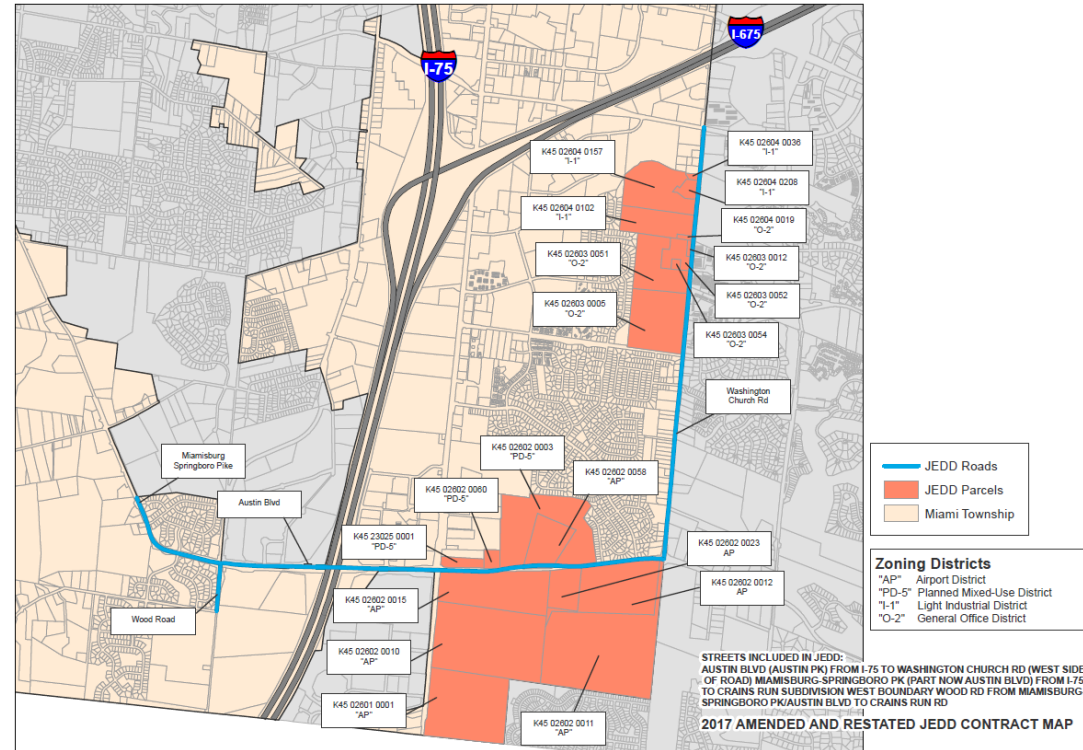 I-75
I-675
K45 02604 0157
"I-1"
K45 02604 0036
"I-1"
K45 02604 0208
"I-1"
K45 02604 0102
"I-1"
K45 02604 0019
"O-2"
K45 02603 0051
"O-2"
K45 02603 0012
"O-2"
K45 02603 0052
"O-2"
K45 02603 0005
"O-2"
K45 02603 0054
"O-2"
Washington
Church Rd
K45 02602 0003
"PD-5"
Miamisburg
Springboro Pike
K45 02602 0058
"AP"
K45 02602 0060
"PD-5"
Austin Blvd
K45 23025 0001
"PD-5"
K45 02602 0023
AP
K45 02602 0012
AP
K45 02602 0015
"AP"
Wood Road
K45 02602 0010
"AP"
K45 02601 0001
"AP"
K45 02602 0011
"AP"
JEDD Roads
JEDD Parcels
Miami Township
Zoning Districts
"AP" Airport District
"PD-5" Planned Mixed-Use District
"I-1" Light Industrial District
"O-2" General Office District
STREETS INCLUDED IN JEDD:
AUSTIN BLVD (AUSTIN PK) FROM I-75 TO WASHINGTON CHURCH RD (WEST SIDE
OF ROAD) MIAMISBURG-SPRINGBORO PK (PART NOW AUSTIN BLVD) FROM I-75
TO CRAINS RUN SUBDIVISION WEST BOUNDARY WOOD RD FROM MIAMISBURG
SPRINGBORO PK/AUSTIN BLVD TO CRAINS RUN RD
2017 AMENDED AND RESTATED JEDD CONTRACT MAP